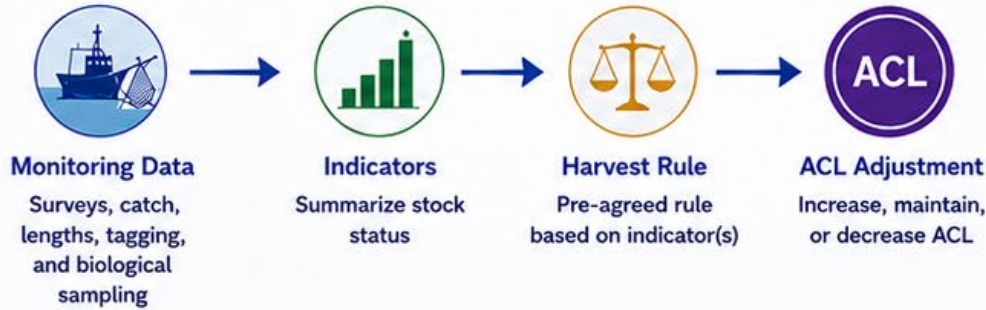 ACL
Monitoring Data
Surveys, catch,
lengths, tagging,
and biological
sampling
Indicators
Summarize stock
status
Harvest Rule
Pre-agreed rule
based on indicator(s)
ACL Adjustment
Increase, maintain,
or decrease ACL